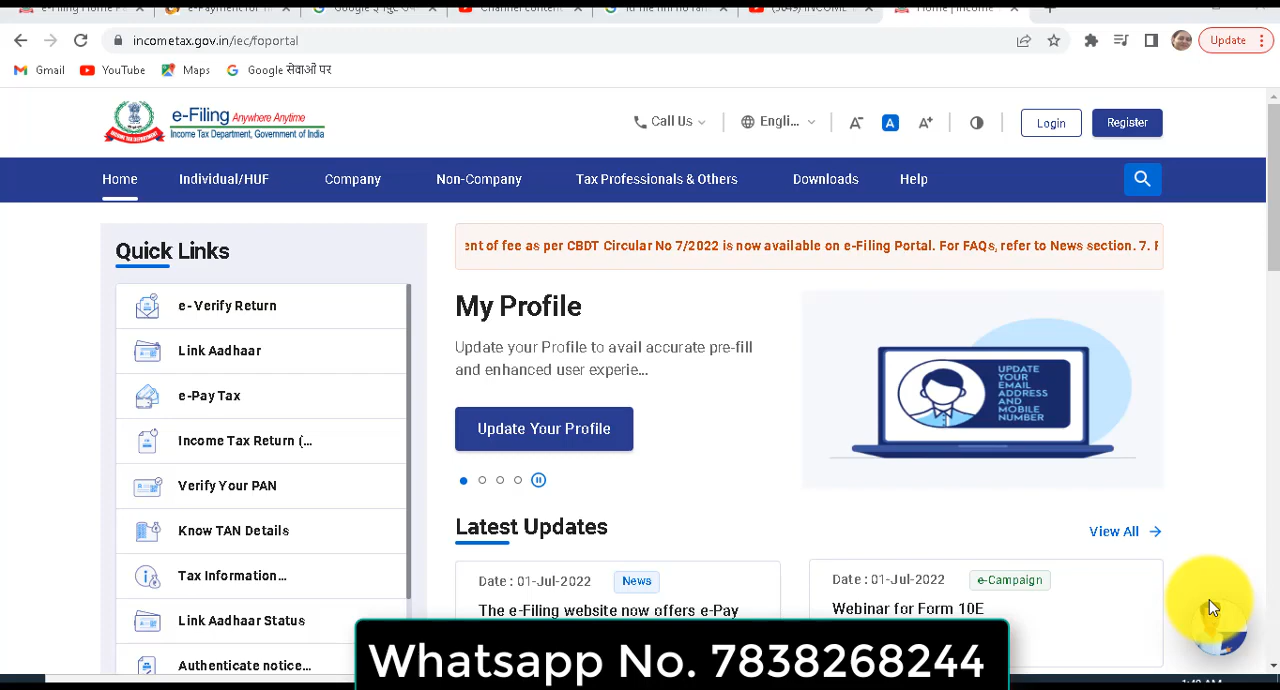 e-Payment for T
Channel content
Home | Income
incometax.gov.in/iec/foportal
Update
Gmail
YouTube
Maps
Google सेवाओं पर
e-Filing Anywhere Anytime
Income Tax Department, Government of India
Call Us
Engli...
A-
A
A+
Login
Register
Home
Individual/HUF
Company
Non-Company
Tax Professionals & Others
Downloads
Help
Quick Links
ent of fee as per CBDT Circular No 7/2022 is now available on e-Filing Portal. For FAQs, refer to News section. 7. F
e-Verify Return
Link Aadhaar
e-Pay Tax
Income Tax Return (...
Verify Your PAN
Know TAN Details
Tax Information...
Link Aadhaar Status
Authenticate notice...
My Profile
Update your Profile to avail accurate pre-fill
and enhanced user experie...
Update Your Profile
UPDATE
YOUR
EMAIL
ADDRESS
AND
MOBILE
NUMBER
Latest Updates
View All
Date : 01-Jul-2022 News
The e-Filing website now offers e-Pay
Date : 01-Jul-2022 e-Campaign
Webinar for Form 10E
Whatsapp No. 7838268244